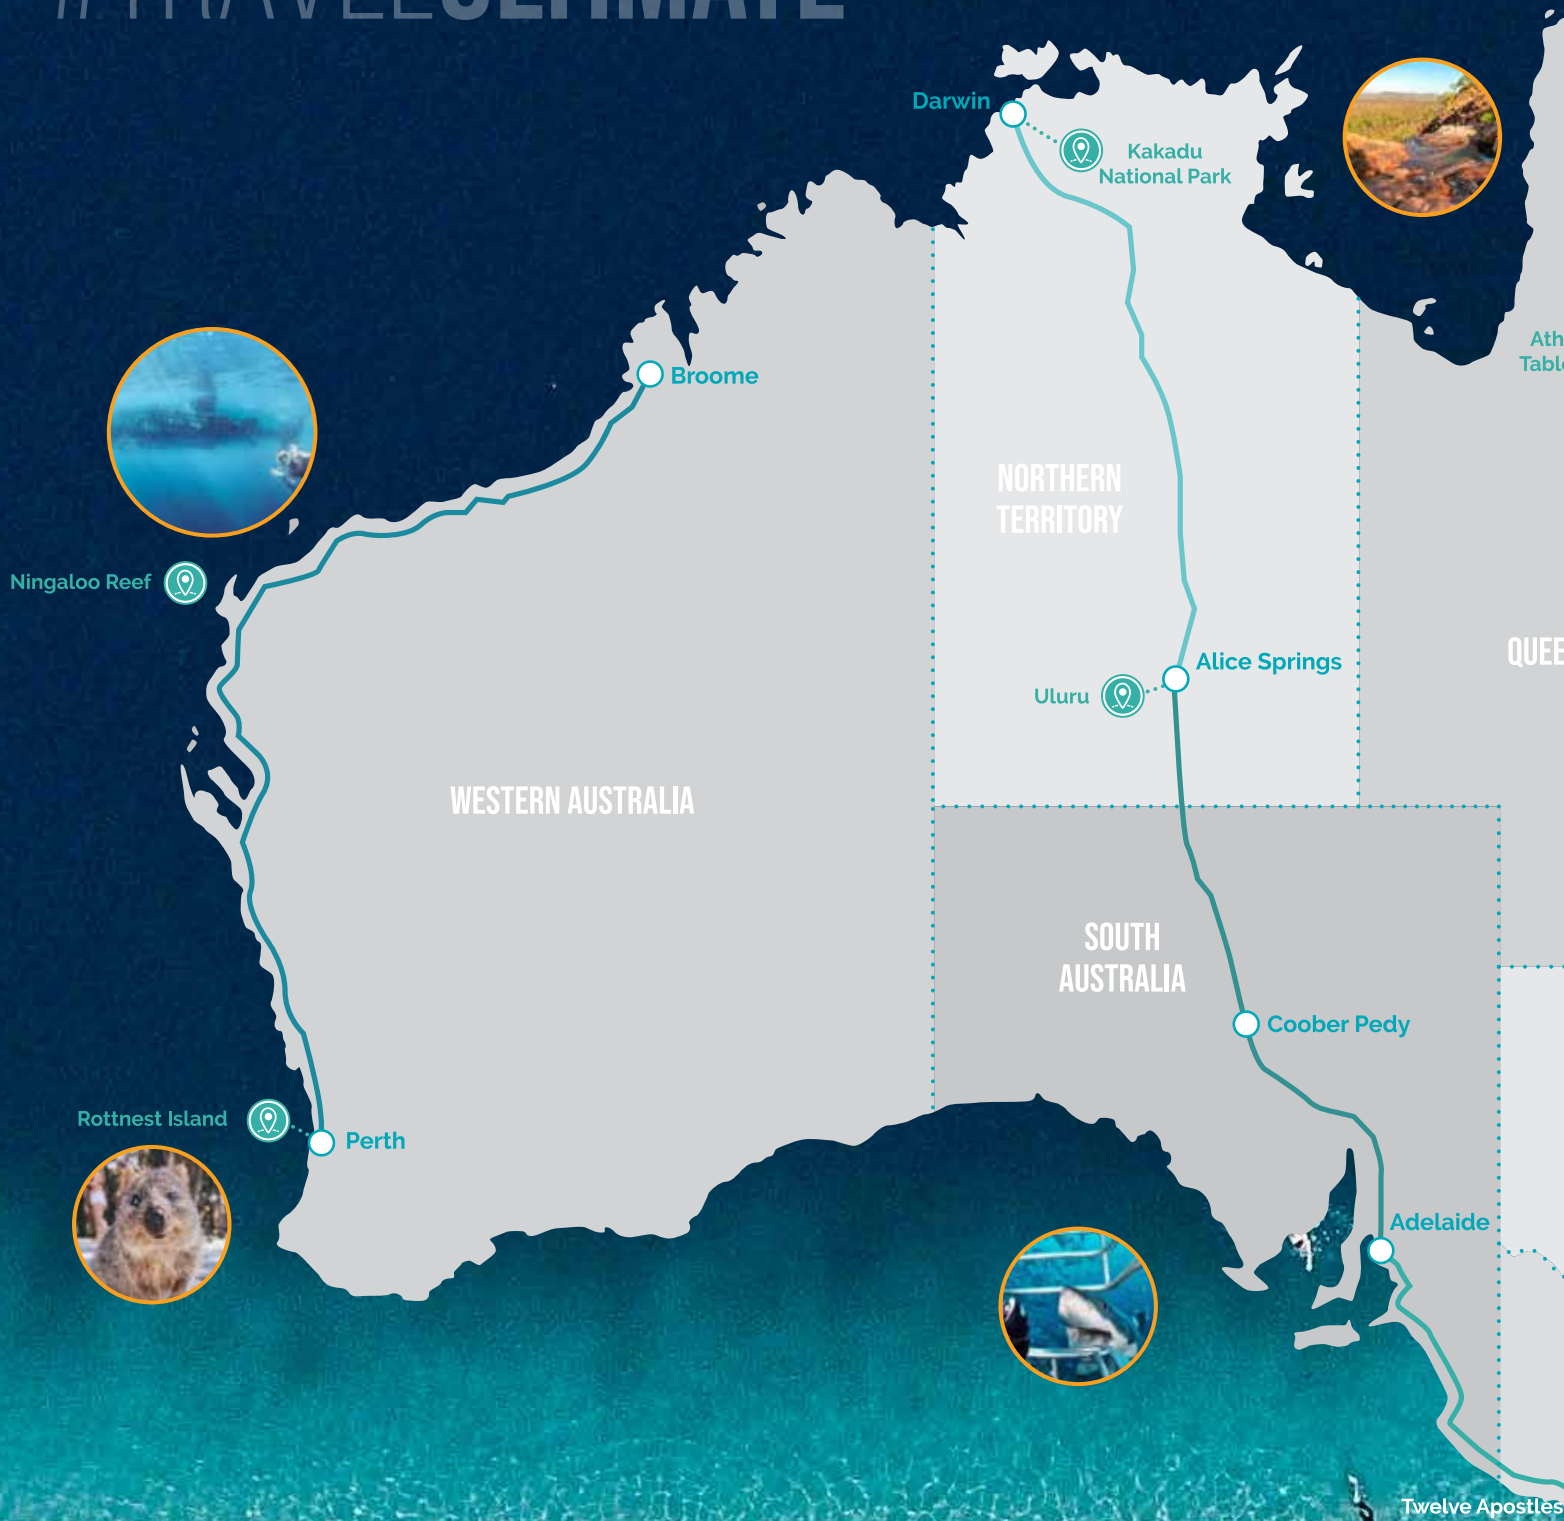 #TRAVELULTIMATE
Darwin
Kakadu
National Park
Broome
Ningaloo Reef
NORTHERN
TERRITORY
Alice Springs
Uluru
WESTERN AUSTRALIA
SOUTH
AUSTRALIA
Coober Pedy
Rottnest Island
Perth
Adelaide
Twelve Apostles